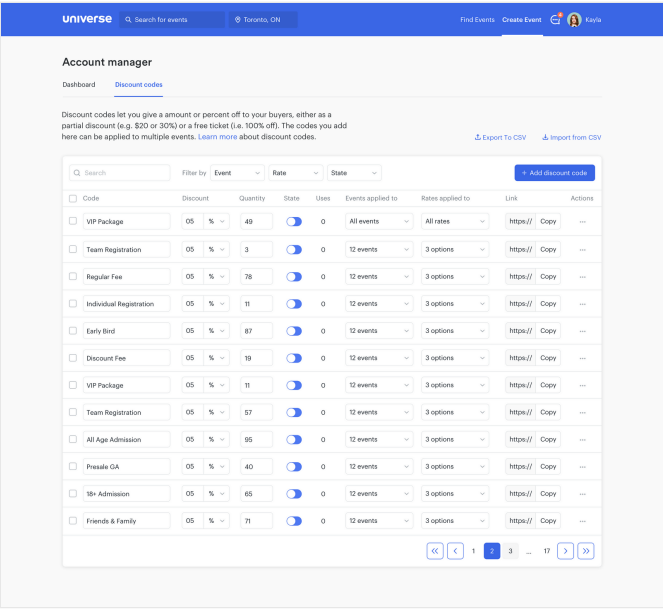 universe Search for events Toronto, ON Find Events Create Event Kayla
Account manager
Dashboard Discount codes
Discount codes let you give a amount or percent off to your buyers, either as a
partial discount (e.g. $20 or 30%) or a free ticket (i.e. 100% off). The codes you add
here can be applied to multiple events. Learn more about discount codes. Export To CSV Import from CSV
Search Filter by Event Rate State + Add discount code
Code Discount Quantity State Uses Events applied to Rates applied to Link Actions
VIP Package 05 % 49 0 All events All rates https:// Copy ...
Team Registration 05 % 3 0 12 events 3 options https:// Copy ...
Regular Fee 05 % 78 0 12 events 3 options https:// Copy ...
Individual Registration 05 % 11 0 12 events 3 options https:// Copy ...
Early Bird 05 % 87 0 12 events 3 options https:// Copy ...
Discount Fee 05 % 19 0 12 events 3 options https:// Copy ...
VIP Package 05 % 11 0 12 events 3 options https:// Copy ...
Team Registration 05 % 57 0 12 events 3 options https:// Copy ...
All Age Admission 05 % 95 0 12 events 3 options https:// Copy ...
Presale GA 05 % 40 0 12 events 3 options https:// Copy ...
18+ Admission 05 % 65 0 12 events 3 options https:// Copy ...
Friends & Family 05 % 71 0 12 events 3 options https:// Copy ...
1 2 3 ... 17